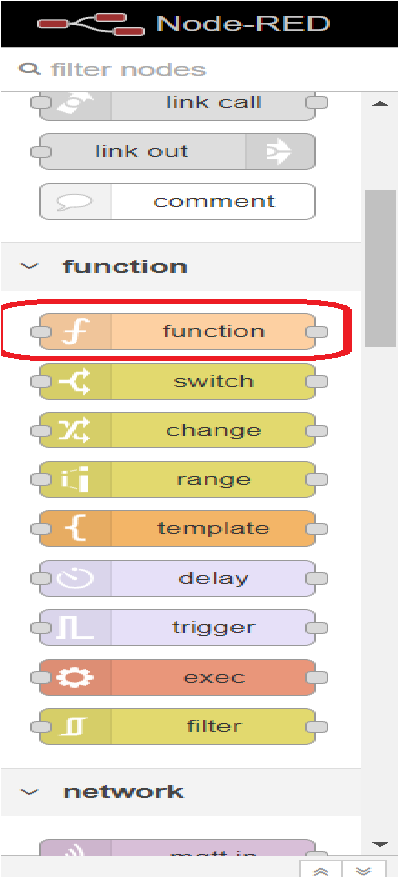 Node-RED
filter nodes
link call
link out
comment
function
function
switch
change
range
template
delay
trigger
exec
filter
network
mqtt in